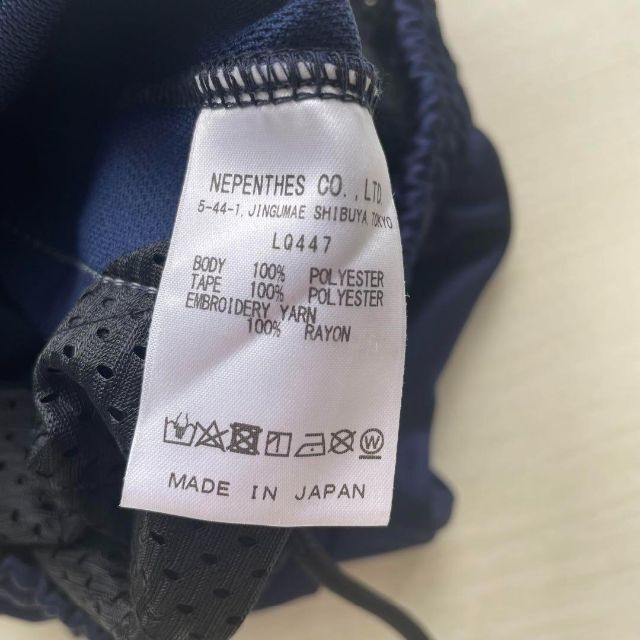 NEPENTHES CO.,LTD
5-44-1, JINGUMAE SHIBUYA TOKYO
LQ447
BODY 100% POLYESTER
TAPE 100% POLYESTER
EMBROIDERY YARN
100% RAYON
W
MADE IN JAPAN